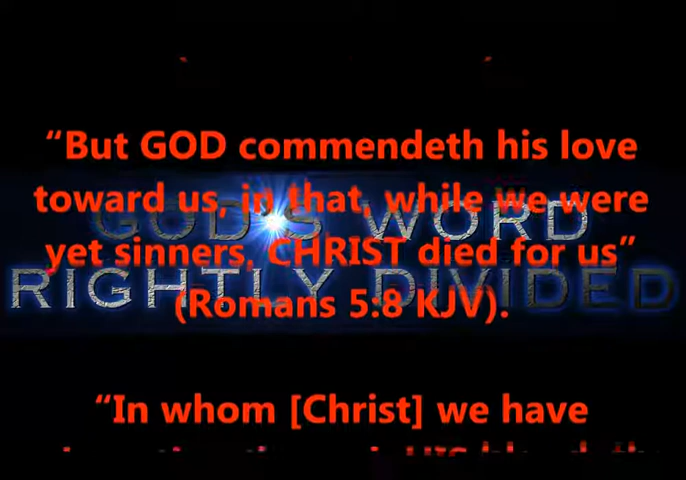 “But GOD commendeth his love
toward us, in that, while we were
yet sinners, CHRIST died for us”
(Romans 5:8 KJV).
“In whom [Christ] we have
GOD'S WORD
RIGHTLY DIVIDED